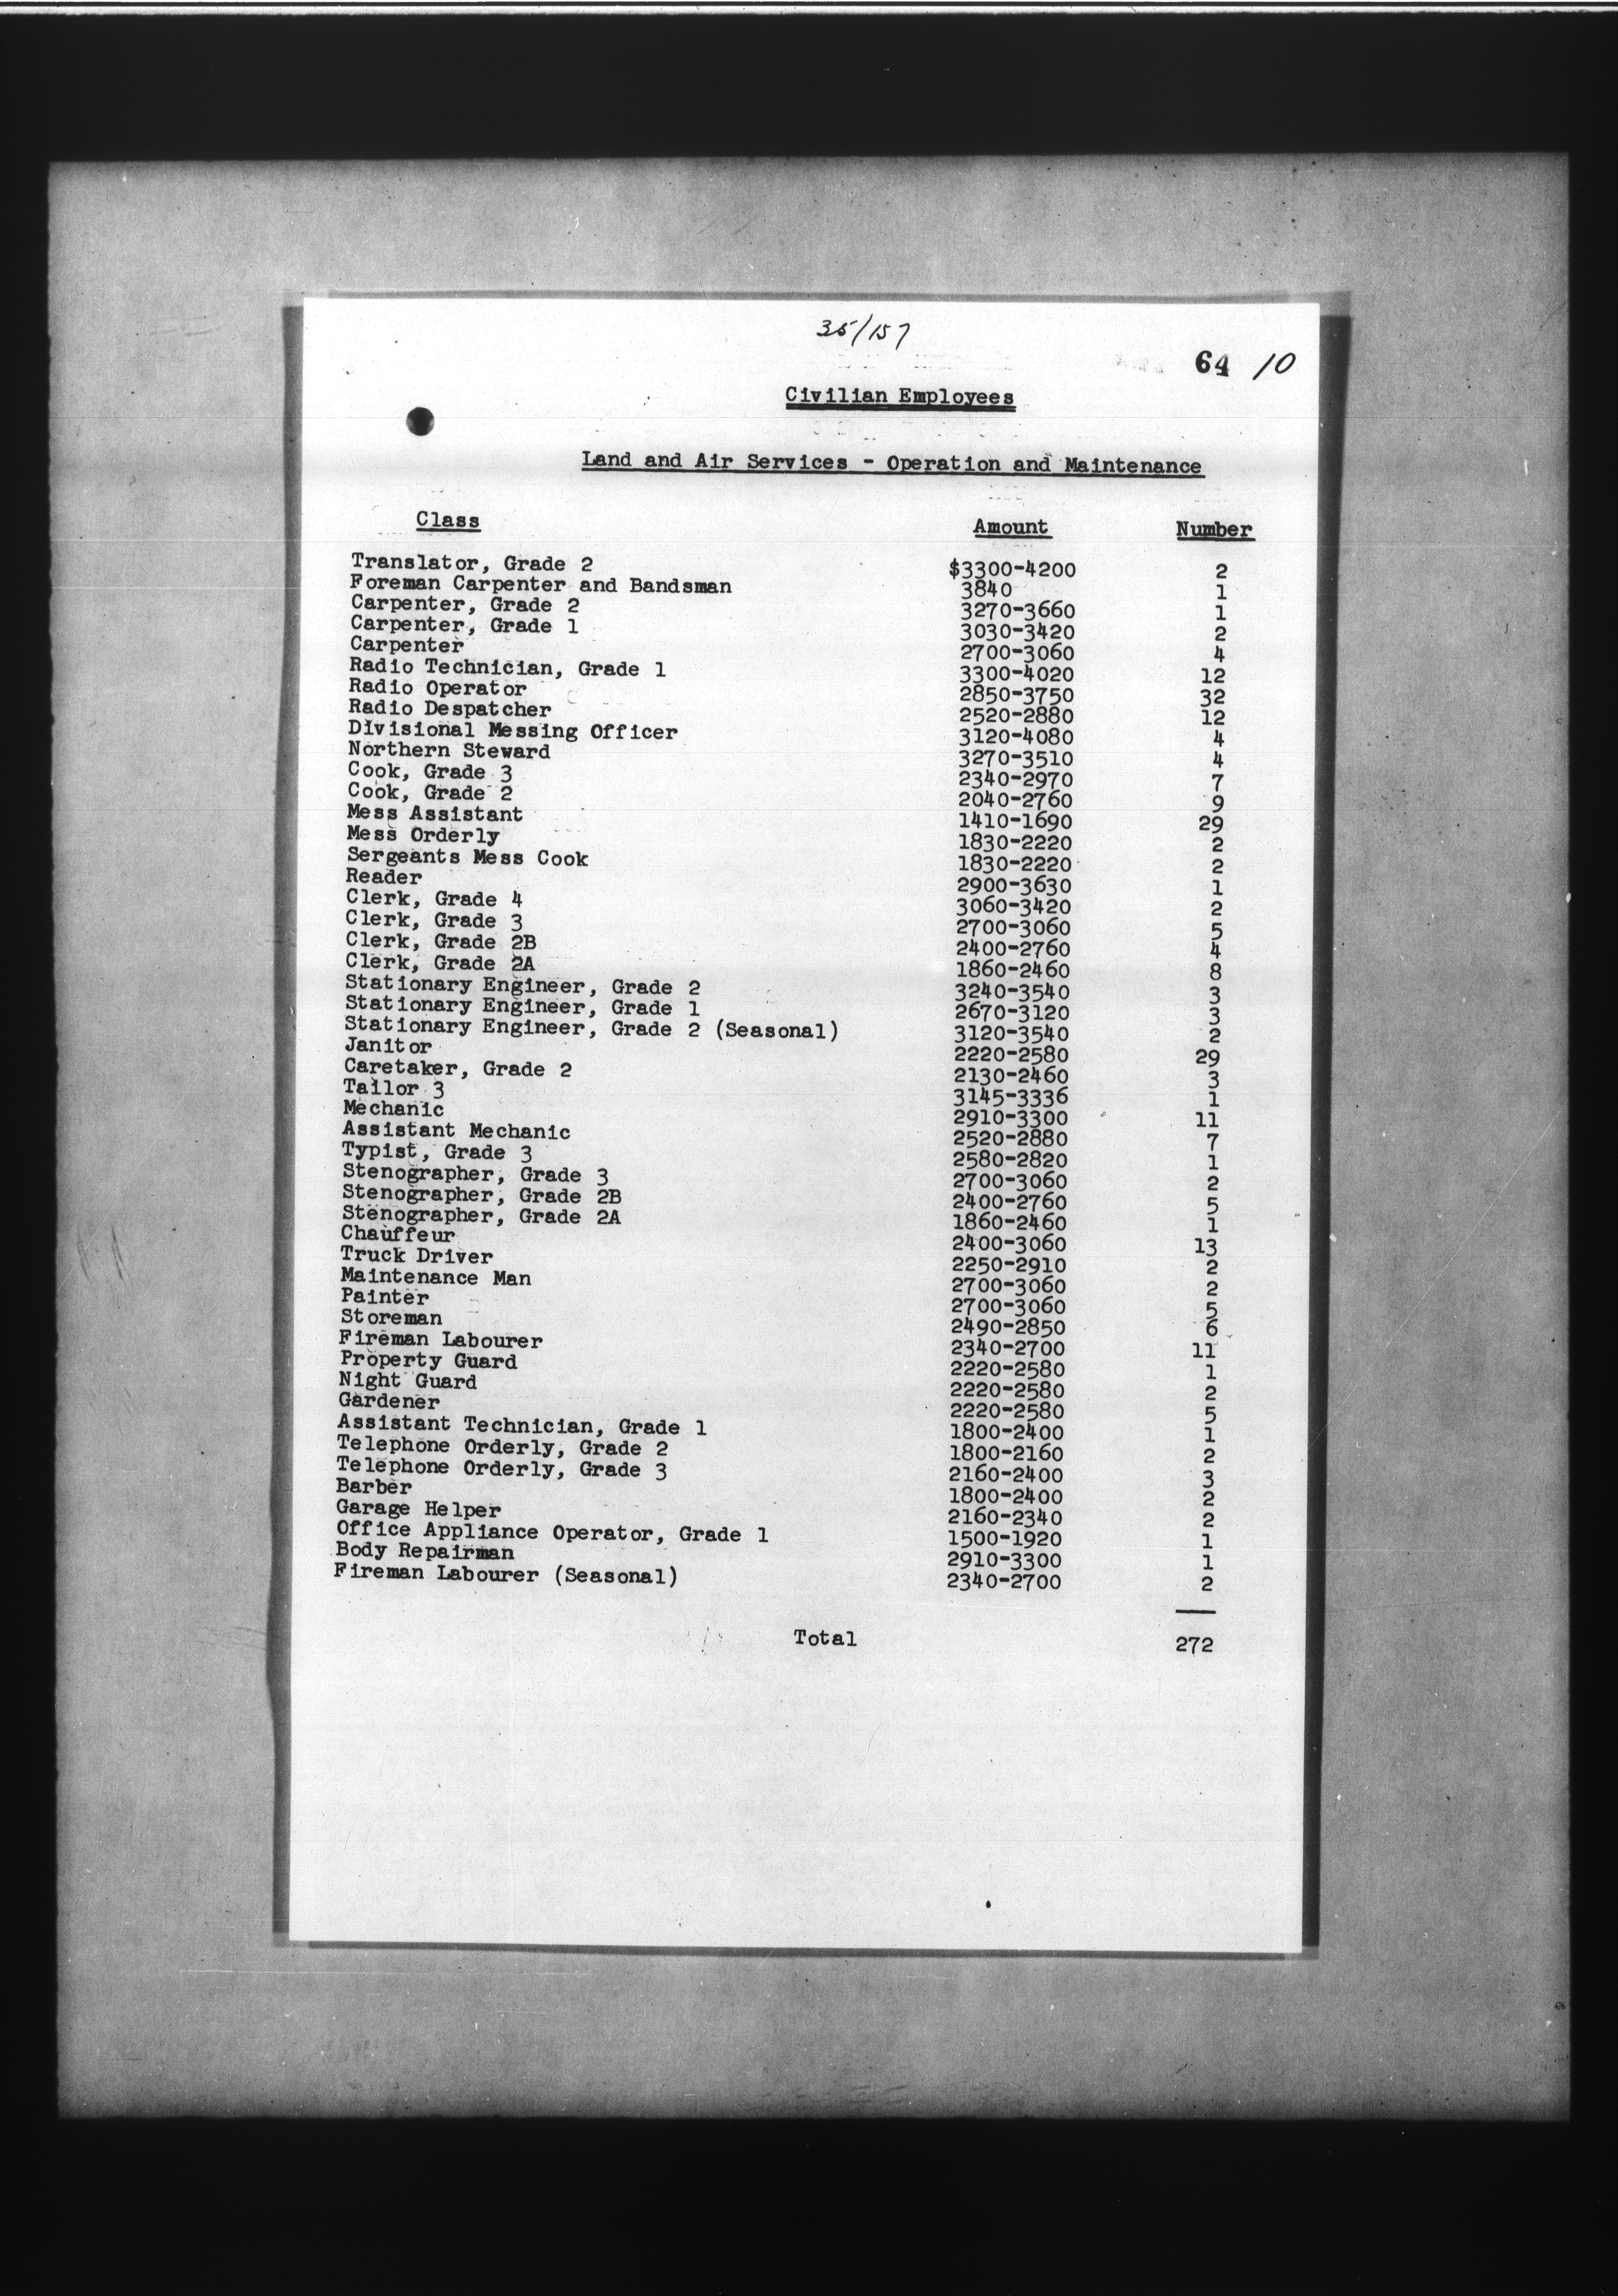 35/157
64 10
Civilian Employees
Land and Air Services - Operation and Maintenance
Class Amount Number
Translator, Grade 2 $3300-4200 2
Foreman Carpenter and Bandsman 3840 1
Carpenter, Grade 2 3270-3660 1
Carpenter, Grade 1 3030-3420 2
Carpenter 2700-3060 4
Radio Technician, Grade 1 3300-4020 12
Radio Operator 2850-3750 32
Radio Despatcher 2520-2880 12
Divisional Messing Officer 3120-4080 4
Northern Steward 3270-3510 4
Cook, Grade 3 2340-2970 7
Cook, Grade 2 2040-2760 9
Mess Assistant 1410-1690 29
Mess Orderly 1830-2220 2
Sergeants Mess Cook 1830-2220 2
Reader 2900-3630 1
Clerk, Grade 4 3060-3420 2
Clerk, Grade 3 2700-3060 5
Clerk, Grade 2B 2400-2760 4
Clerk, Grade 2A 1860-2460 8
Stationary Engineer, Grade 2 3240-3540 3
Stationary Engineer, Grade 1 2670-3120 3
Stationary Engineer, Grade 2 (Seasonal) 3120-3540 2
Janitor 2220-2580 29
Caretaker, Grade 2 2130-2460 3
Tailor 3 3145-3336 1
Mechanic 2910-3300 11
Assistant Mechanic 2520-2880 7
Typist, Grade 3 2580-2820 1
Stenographer, Grade 3 2700-3060 2
Stenographer, Grade 2B 2400-2760 5
Stenographer, Grade 2A 1860-2460 1
Chauffeur 2400-3060 13
Truck Driver 2250-2910 2
Maintenance Man 2700-3060 2
Painter 2700-3060 5
Storeman 2490-2850 6
Fireman Labourer 2340-2700 11
Property Guard 2220-2580 1
Night Guard 2220-2580 2
Gardener 2220-2580 5
Assistant Technician, Grade 1 1800-2400 1
Telephone Orderly, Grade 2 1800-2160 2
Telephone Orderly, Grade 3 2160-2400 3
Barber 1800-2400 2
Garage Helper 2160-2340 2
Office Appliance Operator, Grade 1 1500-1920 1
Body Repairman 2910-3300 1
Fireman Labourer (Seasonal) 2340-2700 2
Total 272